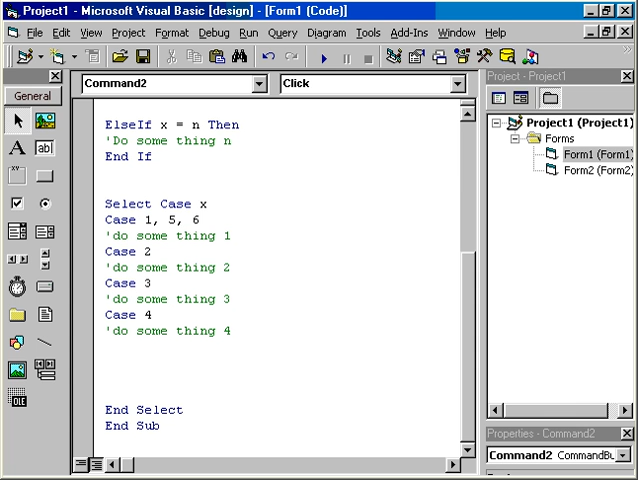 Project1 - Microsoft Visual Basic [design] - [Form1 (Code)]
File Edit View Project Format Debug Run Query Diagram Tools Add-Ins Window Help
General
A
ab|
xy
OLE
Command2
Click
ElseIf x = n Then
'Do some thing n
End If
Select Case x
Case 1, 5, 6
'do some thing 1
Case 2
'do some thing 2
Case 3
'do some thing 3
Case 4
'do some thing 4
End Select
End Sub
Project - Project1
Project1 (Project1)
Forms
Form1 (Form1)
Form2 (Form2)
Properties - Command2
Command2 CommandBu